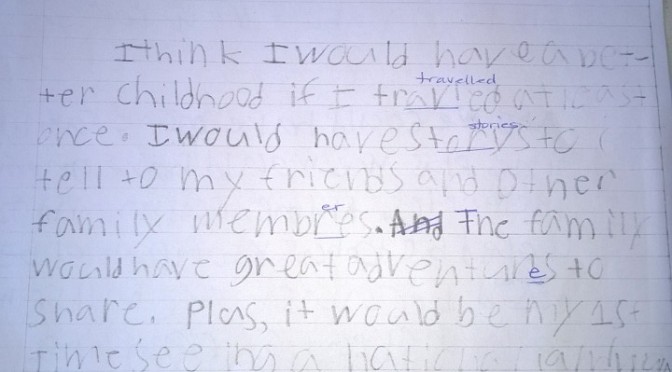 I think I would have a bet-
ter childhood if I travled at least
travelled
once. I would have storys to
stories
tell to my friends and other
family membres. And The family
er
would have great adventures to
e
share. Plus, it would be my 1st
time seeing a